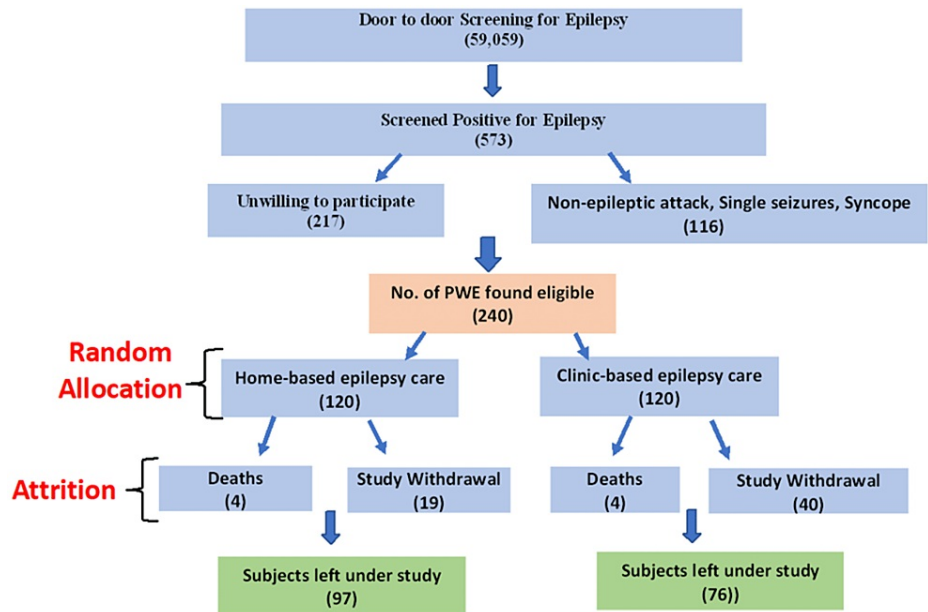 Door to door Screening for Epilepsy
(59,059)
Screened Positive for Epilepsy
(573)
Unwilling to participate
(217)
Non-epileptic attack, Single seizures, Syncope
(116)
No. of PWE found eligible
(240)
Random
Allocation
Home-based epilepsy care
(120)
Clinic-based epilepsy care
(120)
Attrition
Deaths
(4)
Study Withdrawal
(19)
Deaths
(4)
Study Withdrawal
(40)
Subjects left under study
(97)
Subjects left under study
(76))